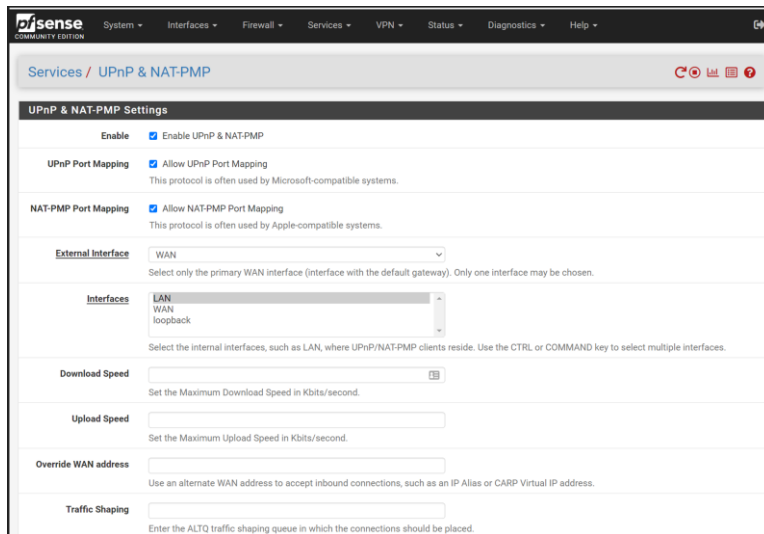 pfsense
COMMUNITY EDITION
System
Interfaces
Firewall
Services
VPN
Status
Diagnostics
Help
Services / UPnP & NAT-PMP
UPnP & NAT-PMP Settings
Enable
Enable UPnP & NAT-PMP
UPnP Port Mapping
Allow UPnP Port Mapping
This protocol is often used by Microsoft-compatible systems.
NAT-PMP Port Mapping
Allow NAT-PMP Port Mapping
This protocol is often used by Apple-compatible systems.
External Interface
WAN
Select only the primary WAN interface (interface with the default gateway). Only one interface may be chosen.
Interfaces
LAN
WAN
loopback
Select the internal interfaces, such as LAN, where UPnP/NAT-PMP clients reside. Use the CTRL or COMMAND key to select multiple interfaces.
Download Speed
Set the Maximum Download Speed in Kbits/second.
Upload Speed
Set the Maximum Upload Speed in Kbits/second.
Override WAN address
Use an alternate WAN address to accept inbound connections, such as an IP Alias or CARP Virtual IP address.
Traffic Shaping
Enter the ALTQ traffic shaping queue in which the connections should be placed.